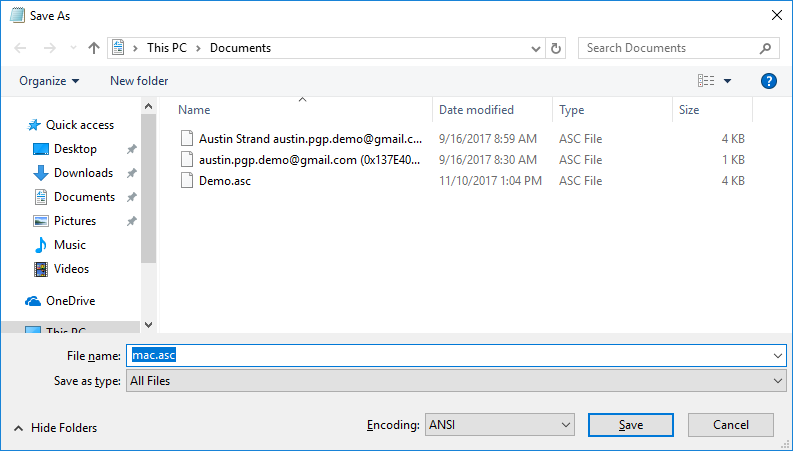 Save As
This PC > Documents
Search Documents
Organize
New folder
?
Name
Date modified
Type
Size
Quick access
Desktop
Downloads
Documents
Pictures
Music
Videos
OneDrive
This PC
Austin Strand austin.pgp.demo@gmail.c... 9/16/2017 8:59 AM ASC File 4 KB
austin.pgp.demo@gmail.com (0x137E40... 9/16/2017 8:30 AM ASC File 1 KB
Demo.asc 11/10/2017 1:04 PM ASC File 4 KB
File name: mac.asc
Save as type: All Files
Hide Folders
Encoding: ANSI
Save
Cancel